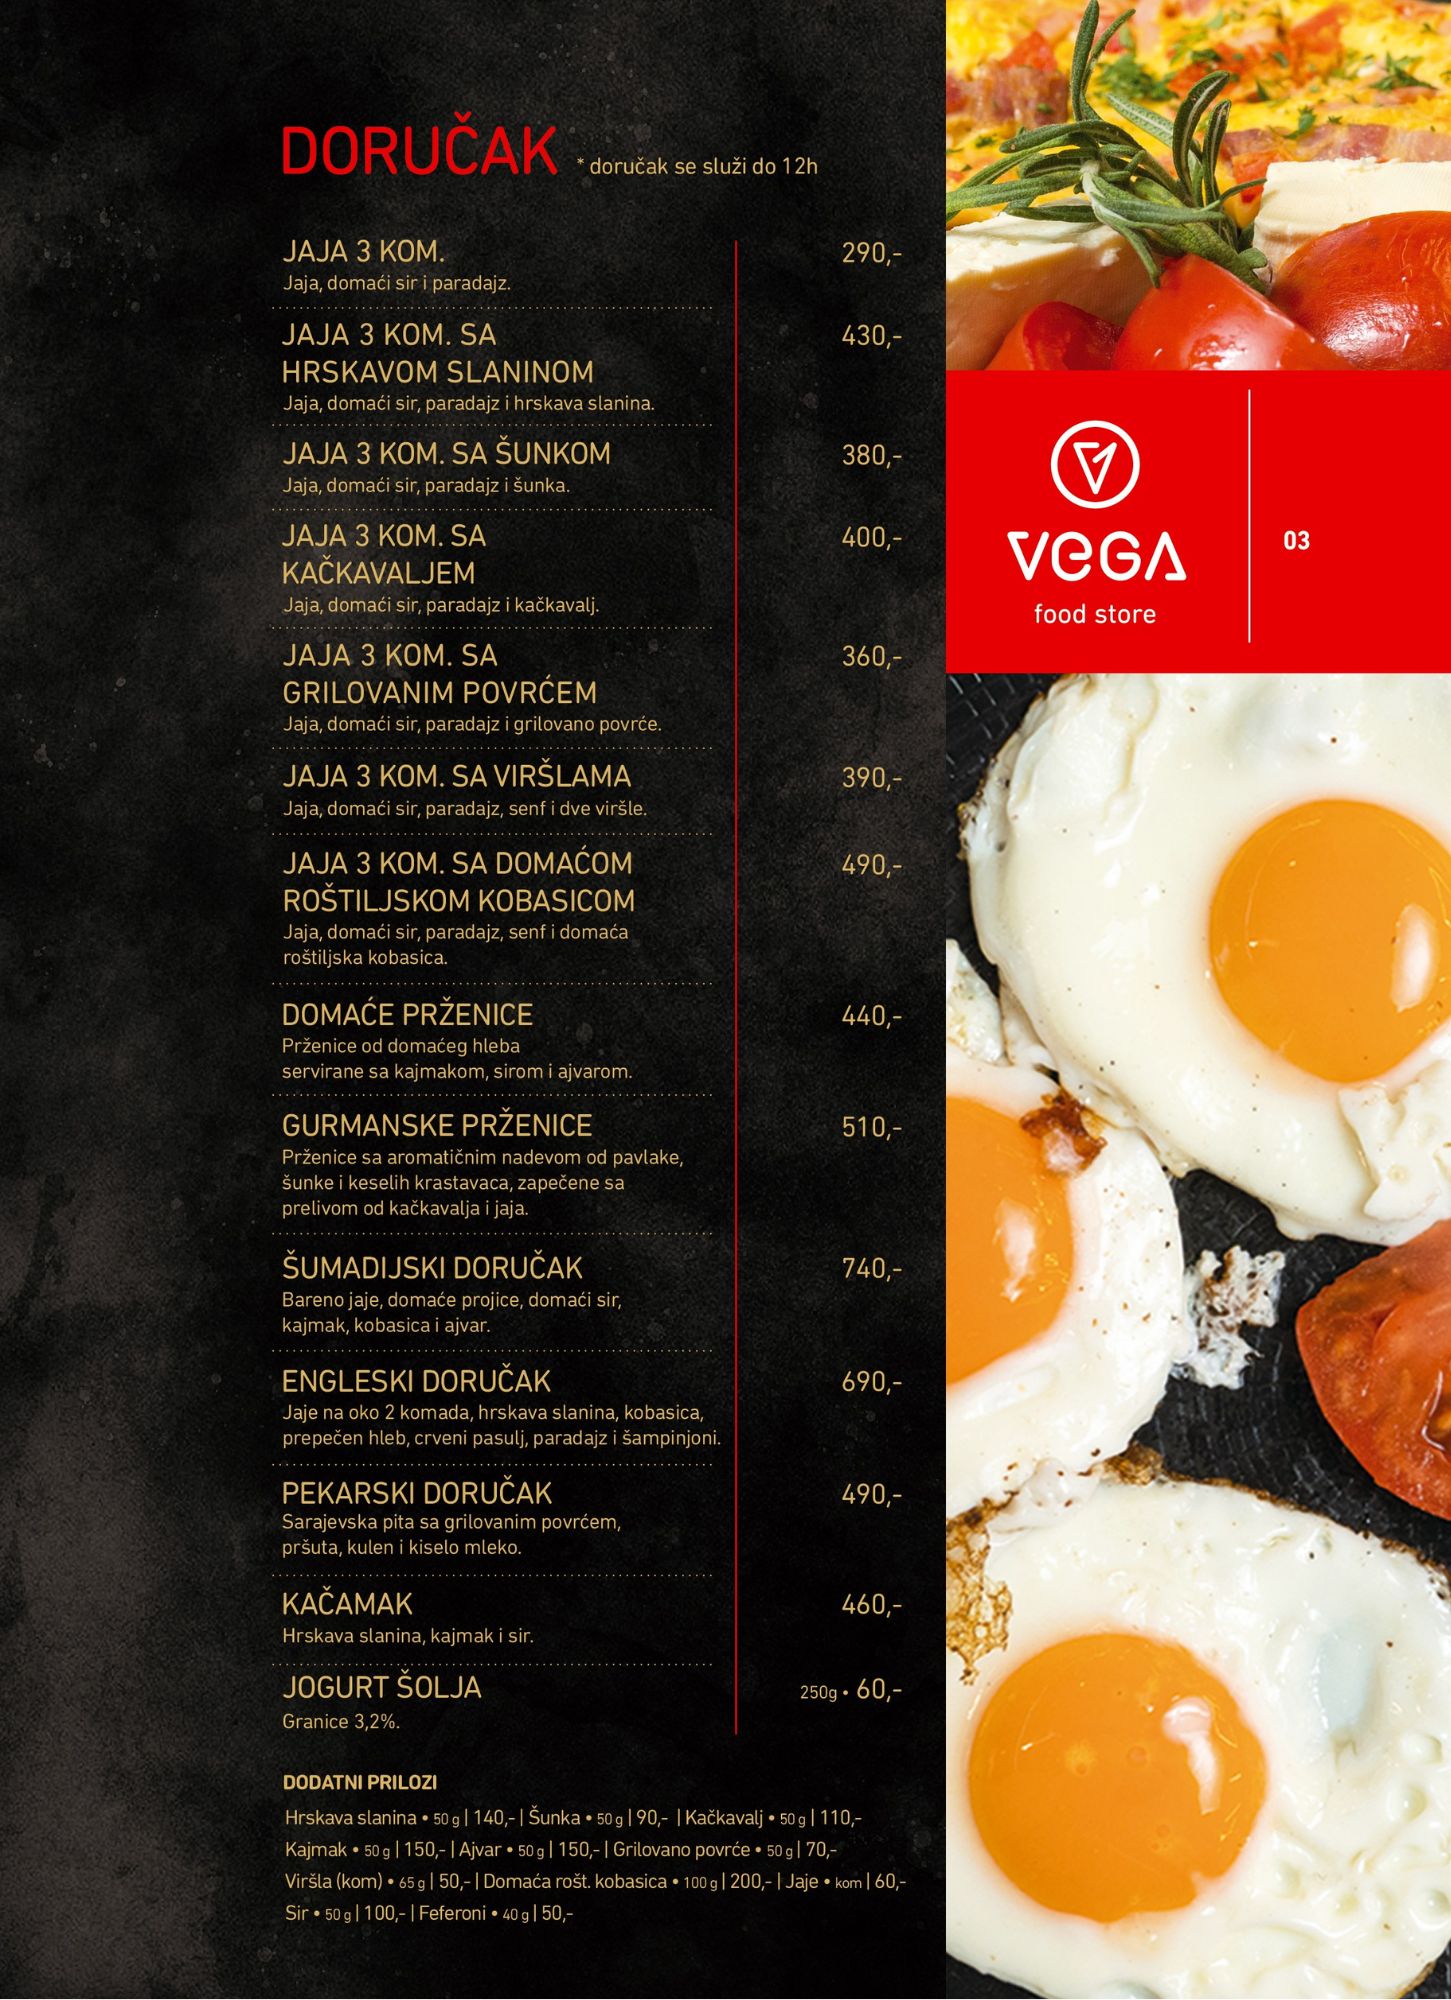 DORUČAK * doručak se služi do 12h
JAJA 3 KOM. 290,-
Jaja, domaći sir i paradajz.
JAJA 3 KOM. SA 430,-
HRSKAVOM SLANINOM
Jaja, domaći sir, paradajz i hrskava slanina.
JAJA 3 KOM. SA ŠUNKOM 380,-
Jaja, domaći sir, paradajz i šunka.
JAJA 3 KOM. SA 400,-
KAČKAVALJEM
Jaja, domaći sir, paradajz i kačkavalj.
JAJA 3 KOM. SA 360,-
GRILOVANIM POVRĆEM
Jaja, domaći sir, paradajz i grilovano povrće.
JAJA 3 KOM. SA VIRŠLAMA 390,-
Jaja, domaći sir, paradajz, senf i dve viršle.
JAJA 3 KOM. SA DOMAĆOM 490,-
ROŠTILJSKOM KOBASICOM
Jaja, domaći sir, paradajz, senf i domaća
roštiljska kobasica.
DOMAĆE PRŽENICE 440,-
Prženice od domaćeg hleba
servirane sa kajmakom, sirom i ajvarom.
GURMANSKE PRŽENICE 510,-
Prženice sa aromatičnim nadevom od pavlake,
šunke i keselih krastavaca, zapečene sa
prelivom od kačkavalja i jaja.
ŠUMADIJSKI DORUČAK 740,-
Bareno jaje, domaće projice, domaći sir,
kajmak, kobasica i ajvar.
ENGLESKI DORUČAK 690,-
Jaje na oko 2 komada, hrskava slanina, kobasica,
prepečen hleb, crveni pasulj, paradajz i šampinjoni.
PEKARSKI DORUČAK 490,-
Sarajevska pita sa grilovanim povrćem,
pršuta, kulen i kiselo mleko.
KAČAMAK 460,-
Hrskava slanina, kajmak i sir.
JOGURT ŠOLJA 250g • 60,-
Granice 3,2%.
DODATNI PRILOZI
Hrskava slanina • 50 g | 140,- | Šunka • 50 g | 90,- | Kačkavalj • 50 g | 110,-
Kajmak • 50 g | 150,- | Ajvar • 50 g | 150,- | Grilovano povrće • 50 g | 70,-
Viršla (kom) • 65 g | 50,- | Domaća rošt. kobasica • 100 g | 200,- | Jaje • kom | 60,-
Sir • 50 g | 100,- | Feferoni • 40 g | 50,-
VeGA
food store
03